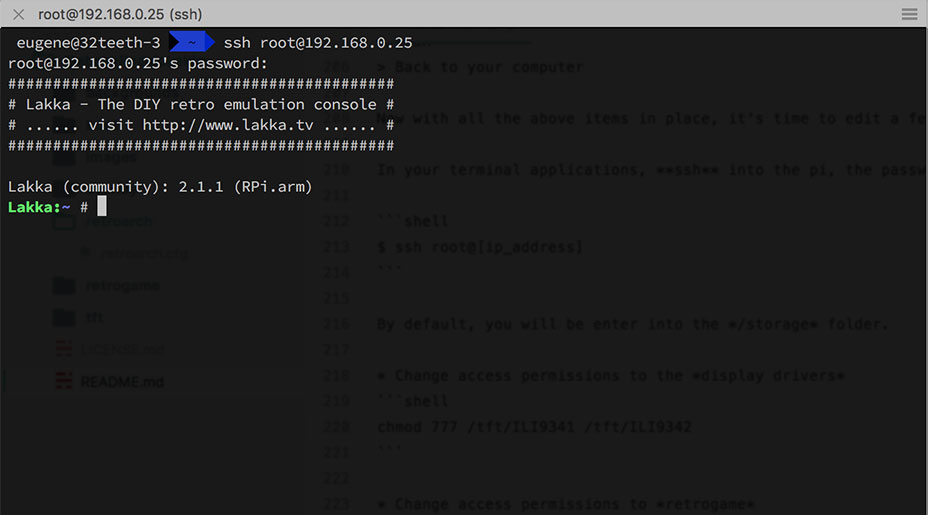 root@192.168.0.25 (ssh)
eugene@32teeth-3 ~ ssh root@192.168.0.25
root@192.168.0.25's password:
###########################################
# Lakka - The DIY retro emulation console #
# ...... visit http://www.lakka.tv ...... #
###########################################
Lakka (community): 2.1.1 (RPi.arm)
Lakka:~ #
206
> Back to your computer
Now with all the above items in place, it's time to edit a fe
images
210 In your terminal applications, **ssh** into the pi, the passw
211
212 ```shell
retroarch
213 $ ssh root@[ip_address]
retroarch.cfg
214 ```
retrogame
215
tft
216 By default, you will be enter into the */storage* folder.
LICENSE.md
217
README.md
218 * Change access permissions to the *display drivers*
219 ```shell
220 chmod 777 /tft/ILI9341 /tft/ILI9342
221 ```
222
223 * Change access permissions to *retrogame*